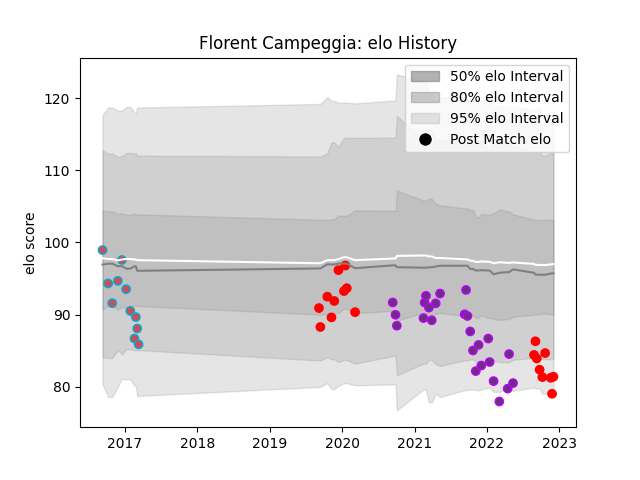 Florent Campeggia: elo History
50% elo Interval
80% elo Interval
95% elo Interval
Post Match elo
elo score
120
110
100
90
80
2017 2018 2019 2020 2021 2022 2023